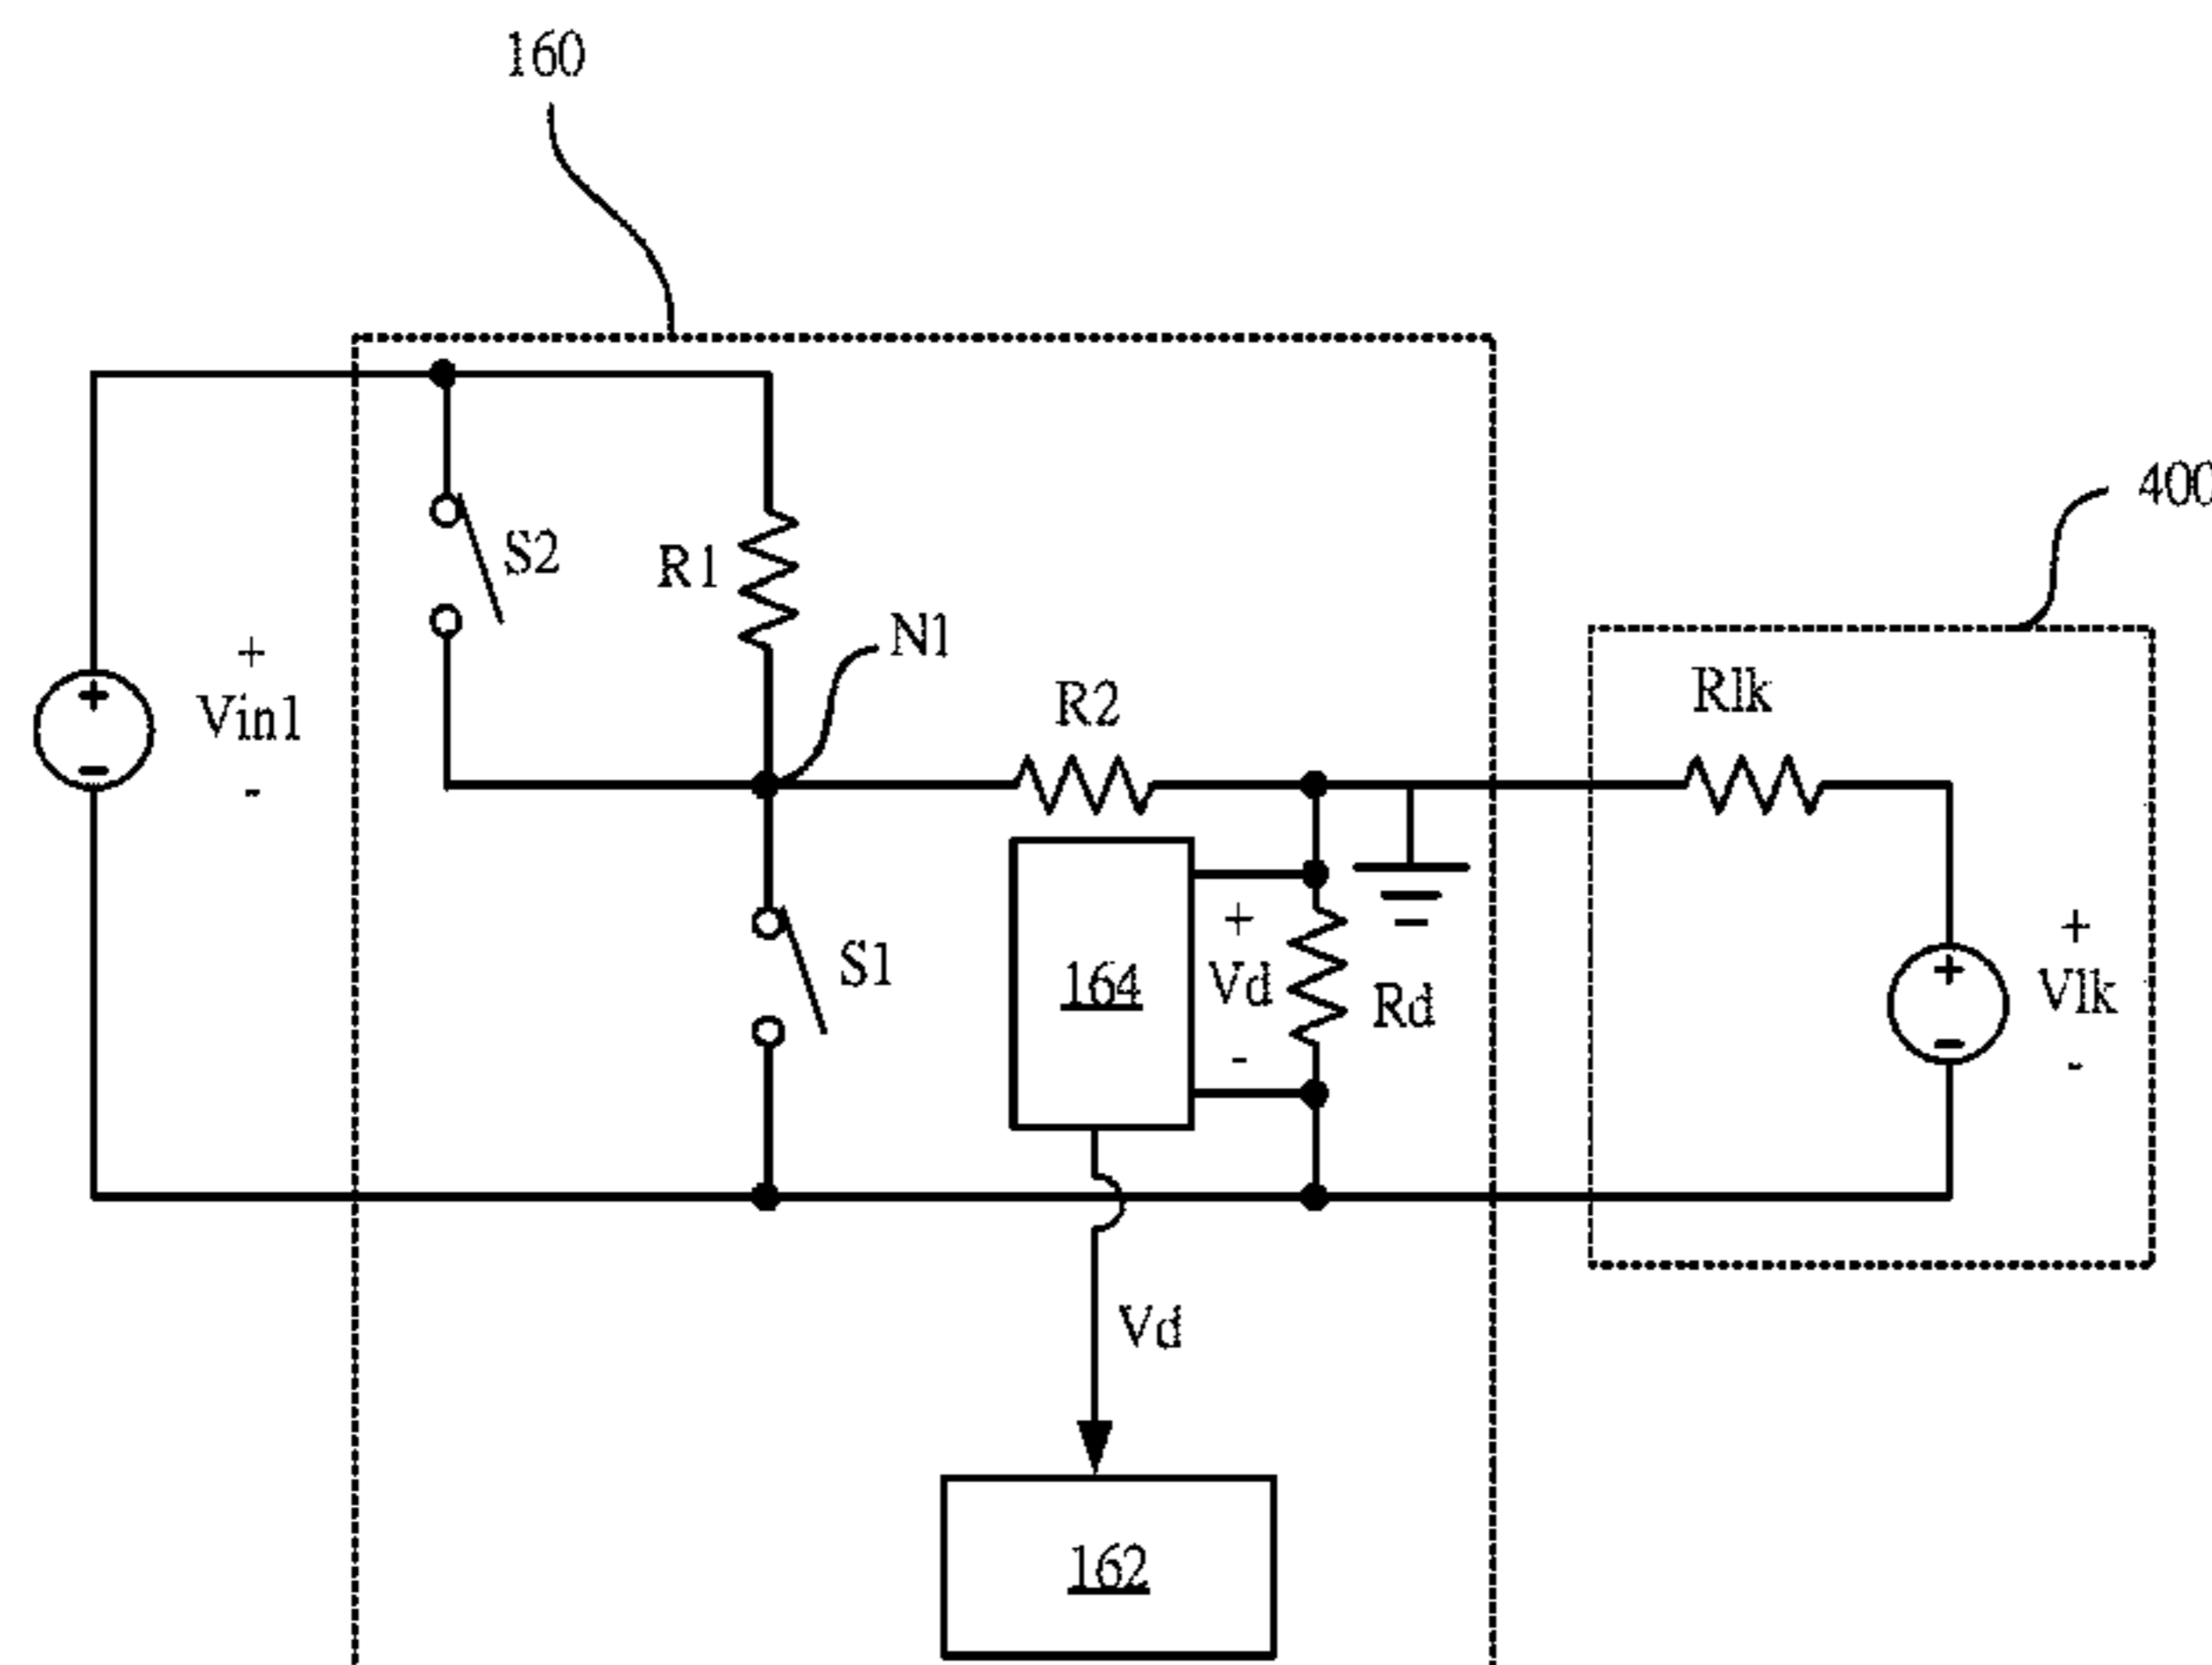 160
400
S2
R1
N1
R2
Rlk
+
Vin1
-
+
-
S1
164
+
Vd
-
Rd
+
Vlk
-
+
-
Vd
162